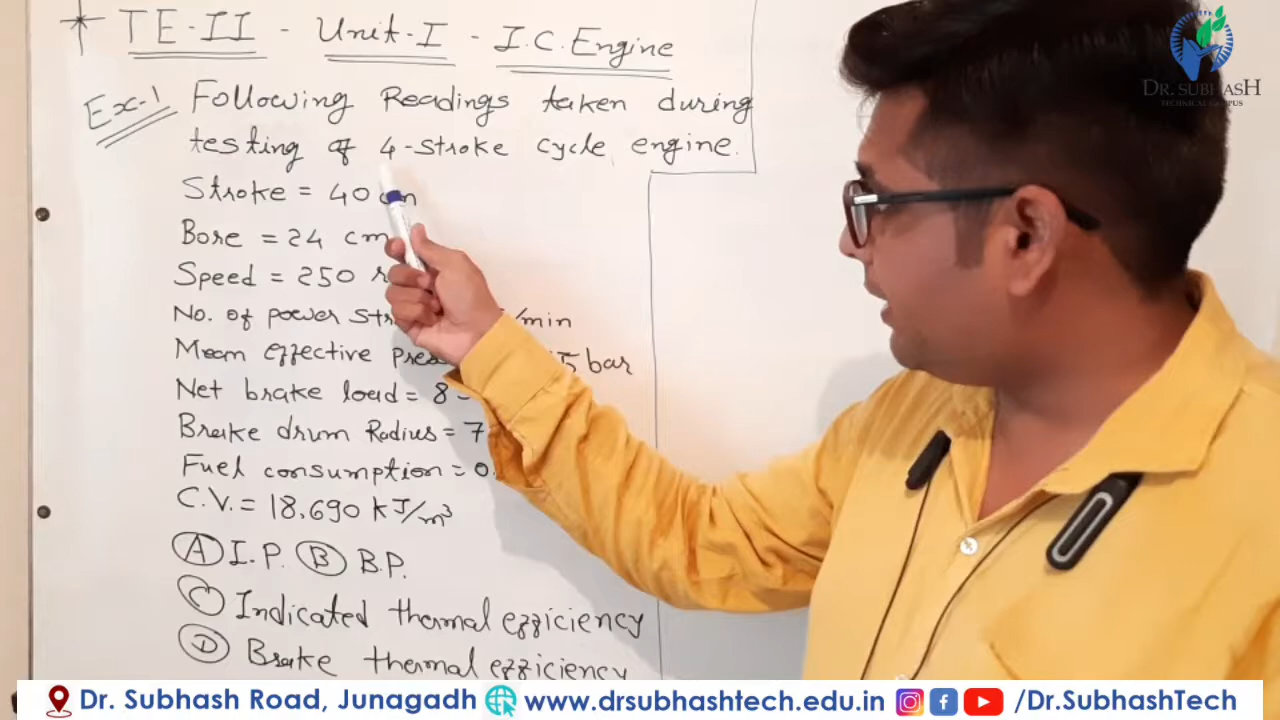 TE-II - Unit-I - I.C. Engine
Ex-1 Following Readings taken during
testing of 4-stroke cycle engine.
Stroke = 40 cm
Bore = 24 cm
Speed = 250
No. of power /min
Mean effective bar
Net brake load = 8
Brake drum Radius = 7
Fuel consumption = 0.
C.V. = 18.690 kJ/m³
(A) I.P. (B) B.P.
(C) Indicated thermal efficiency
(D) Brake thermal efficiency
DR. SUBHASH
TECHNICAL CAMPUS
Dr. Subhash Road, Junagadh www.drsubhashtech.edu.in /Dr.SubhashTech